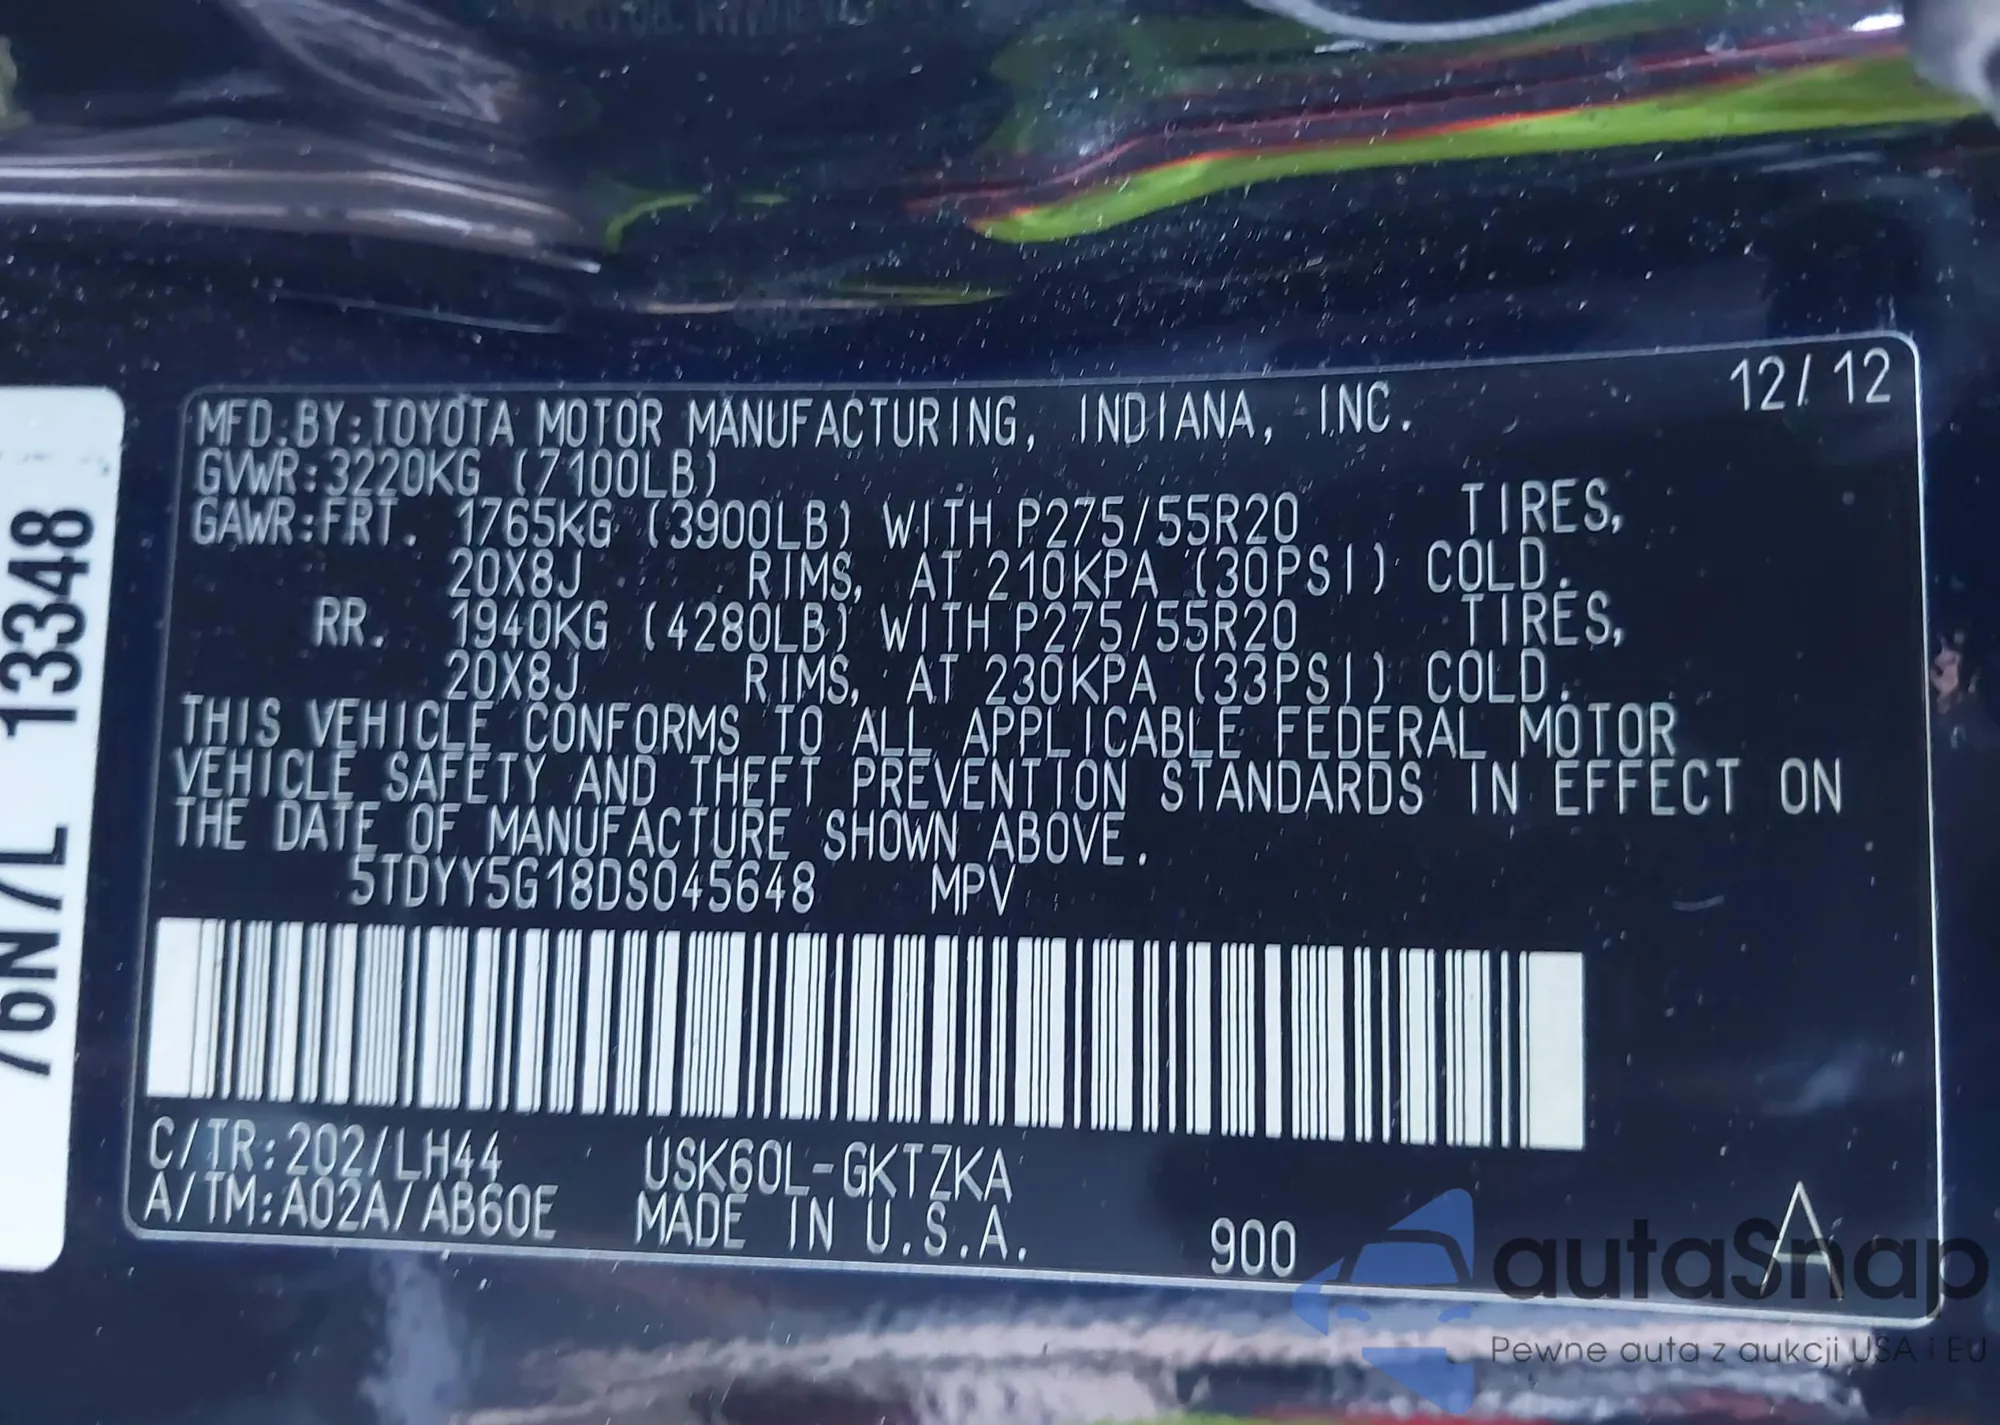 12/12
MFD.BY:TOYOTA MOTOR MANUFACTURING, INDIANA, INC.
GVWR:3220KG (7100LB)
GAWR:FRT. 1765KG (3900LB) WITH P275/55R20 TIRES,
20X8J RIMS, AT 210KPA (30PSI) COLD.
RR. 1940KG (4280LB) WITH P275/55R20 TIRES,
20X8J RIMS, AT 230KPA (33PSI) COLD.
THIS VEHICLE CONFORMS TO ALL APPLICABLE FEDERAL MOTOR
VEHICLE SAFETY AND THEFT PREVENTION STANDARDS IN EFFECT ON
THE DATE OF MANUFACTURE SHOWN ABOVE.
5TDYY5G18DS045648 MPV
C/TR:202/LH44 USK60L-GKTZKA
A/TM:A02A/AB60E MADE IN U.S.A. 900 A
76N7L 13348
autaSnap
Pewne auta z aukcji USA i EU